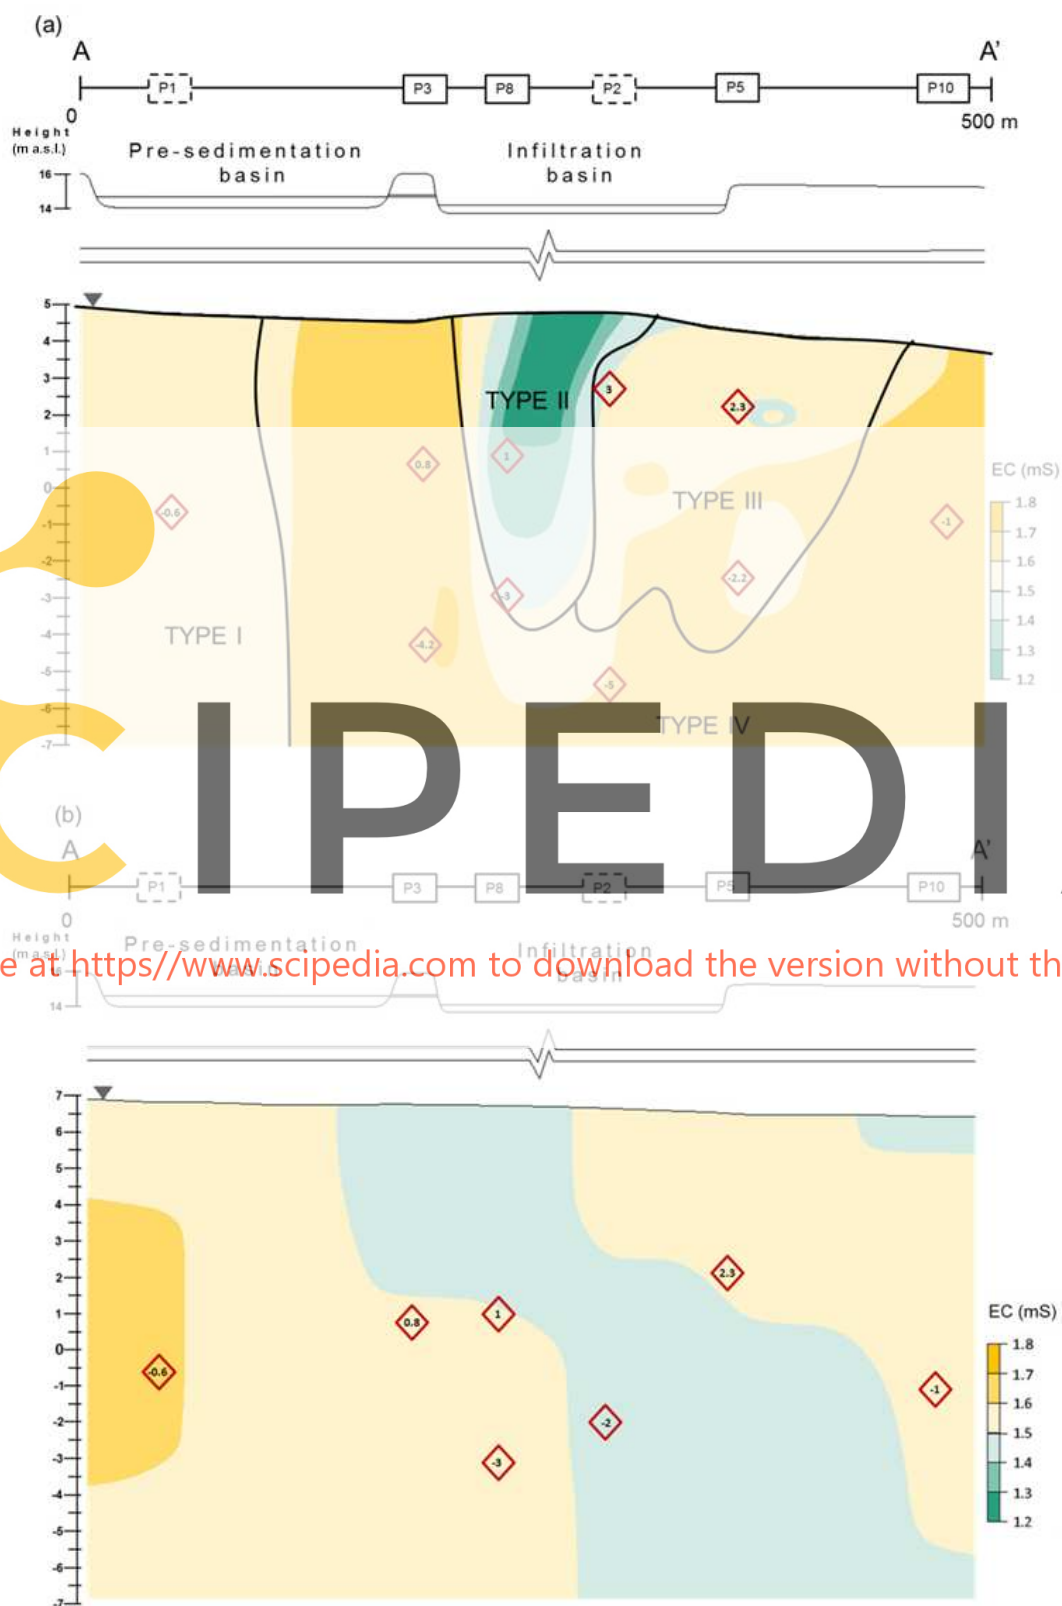 (a)
A A'
P1 P3 P8 P2 P5 P10
0 500 m
Height
(m a.s.l.)
Pre-sedimentation
basin
Infiltration
basin
16
14
5
4
3
2
1
0
-1
-2
-3
-4
-5
-6
-7
TYPE II
3
2.3
0.8
1
-0.6
TYPE III
-1
-2.2
-3
TYPE I
-4.2
-5
TYPE IV
EC (mS)
1.8
1.7
1.6
1.5
1.4
1.3
1.2
CIPEDI
(b)
A A'
P1 P3 P8 P2 P5 P10
0 500 m
Height
(m a.s.l.)
Pre-sedimentation
basin
Infiltration
basin
e at https//www.scipedia.com to download the version without th
14
7
6
5
4
3
2
1
0
-1
-2
-3
-4
-5
-6
-7
2.3
0.8
1
-0.6
-1
-2
-3
EC (mS)
1.8
1.7
1.6
1.5
1.4
1.3
1.2